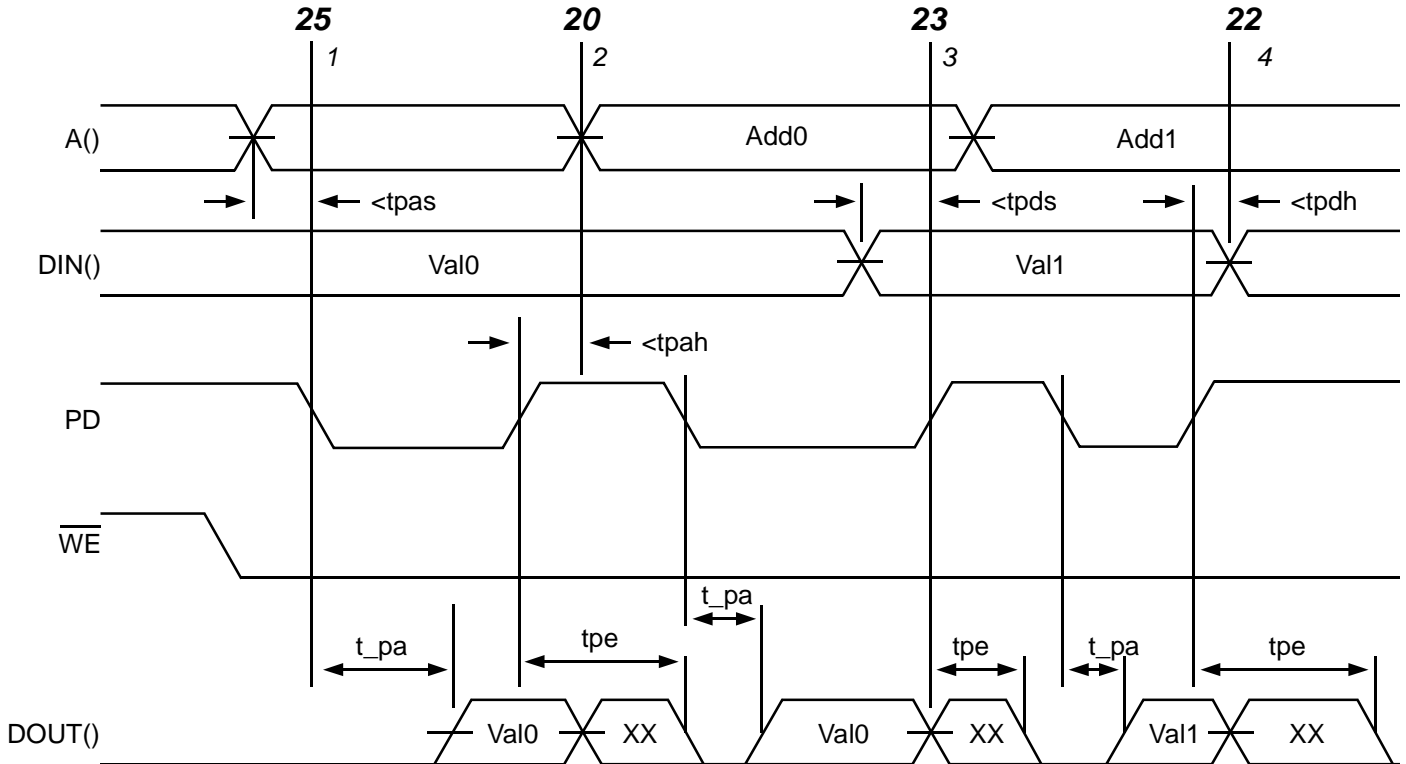 25 20 23 22
1 2 3 4
A() Add0 Add1
<tpas <tpds <tpdh
DIN() Val0 Val1
<tpah
PD
WE
t_pa
t_pa tpe tpe t_pa tpe
DOUT() Val0 XX Val0 XX Val1 XX